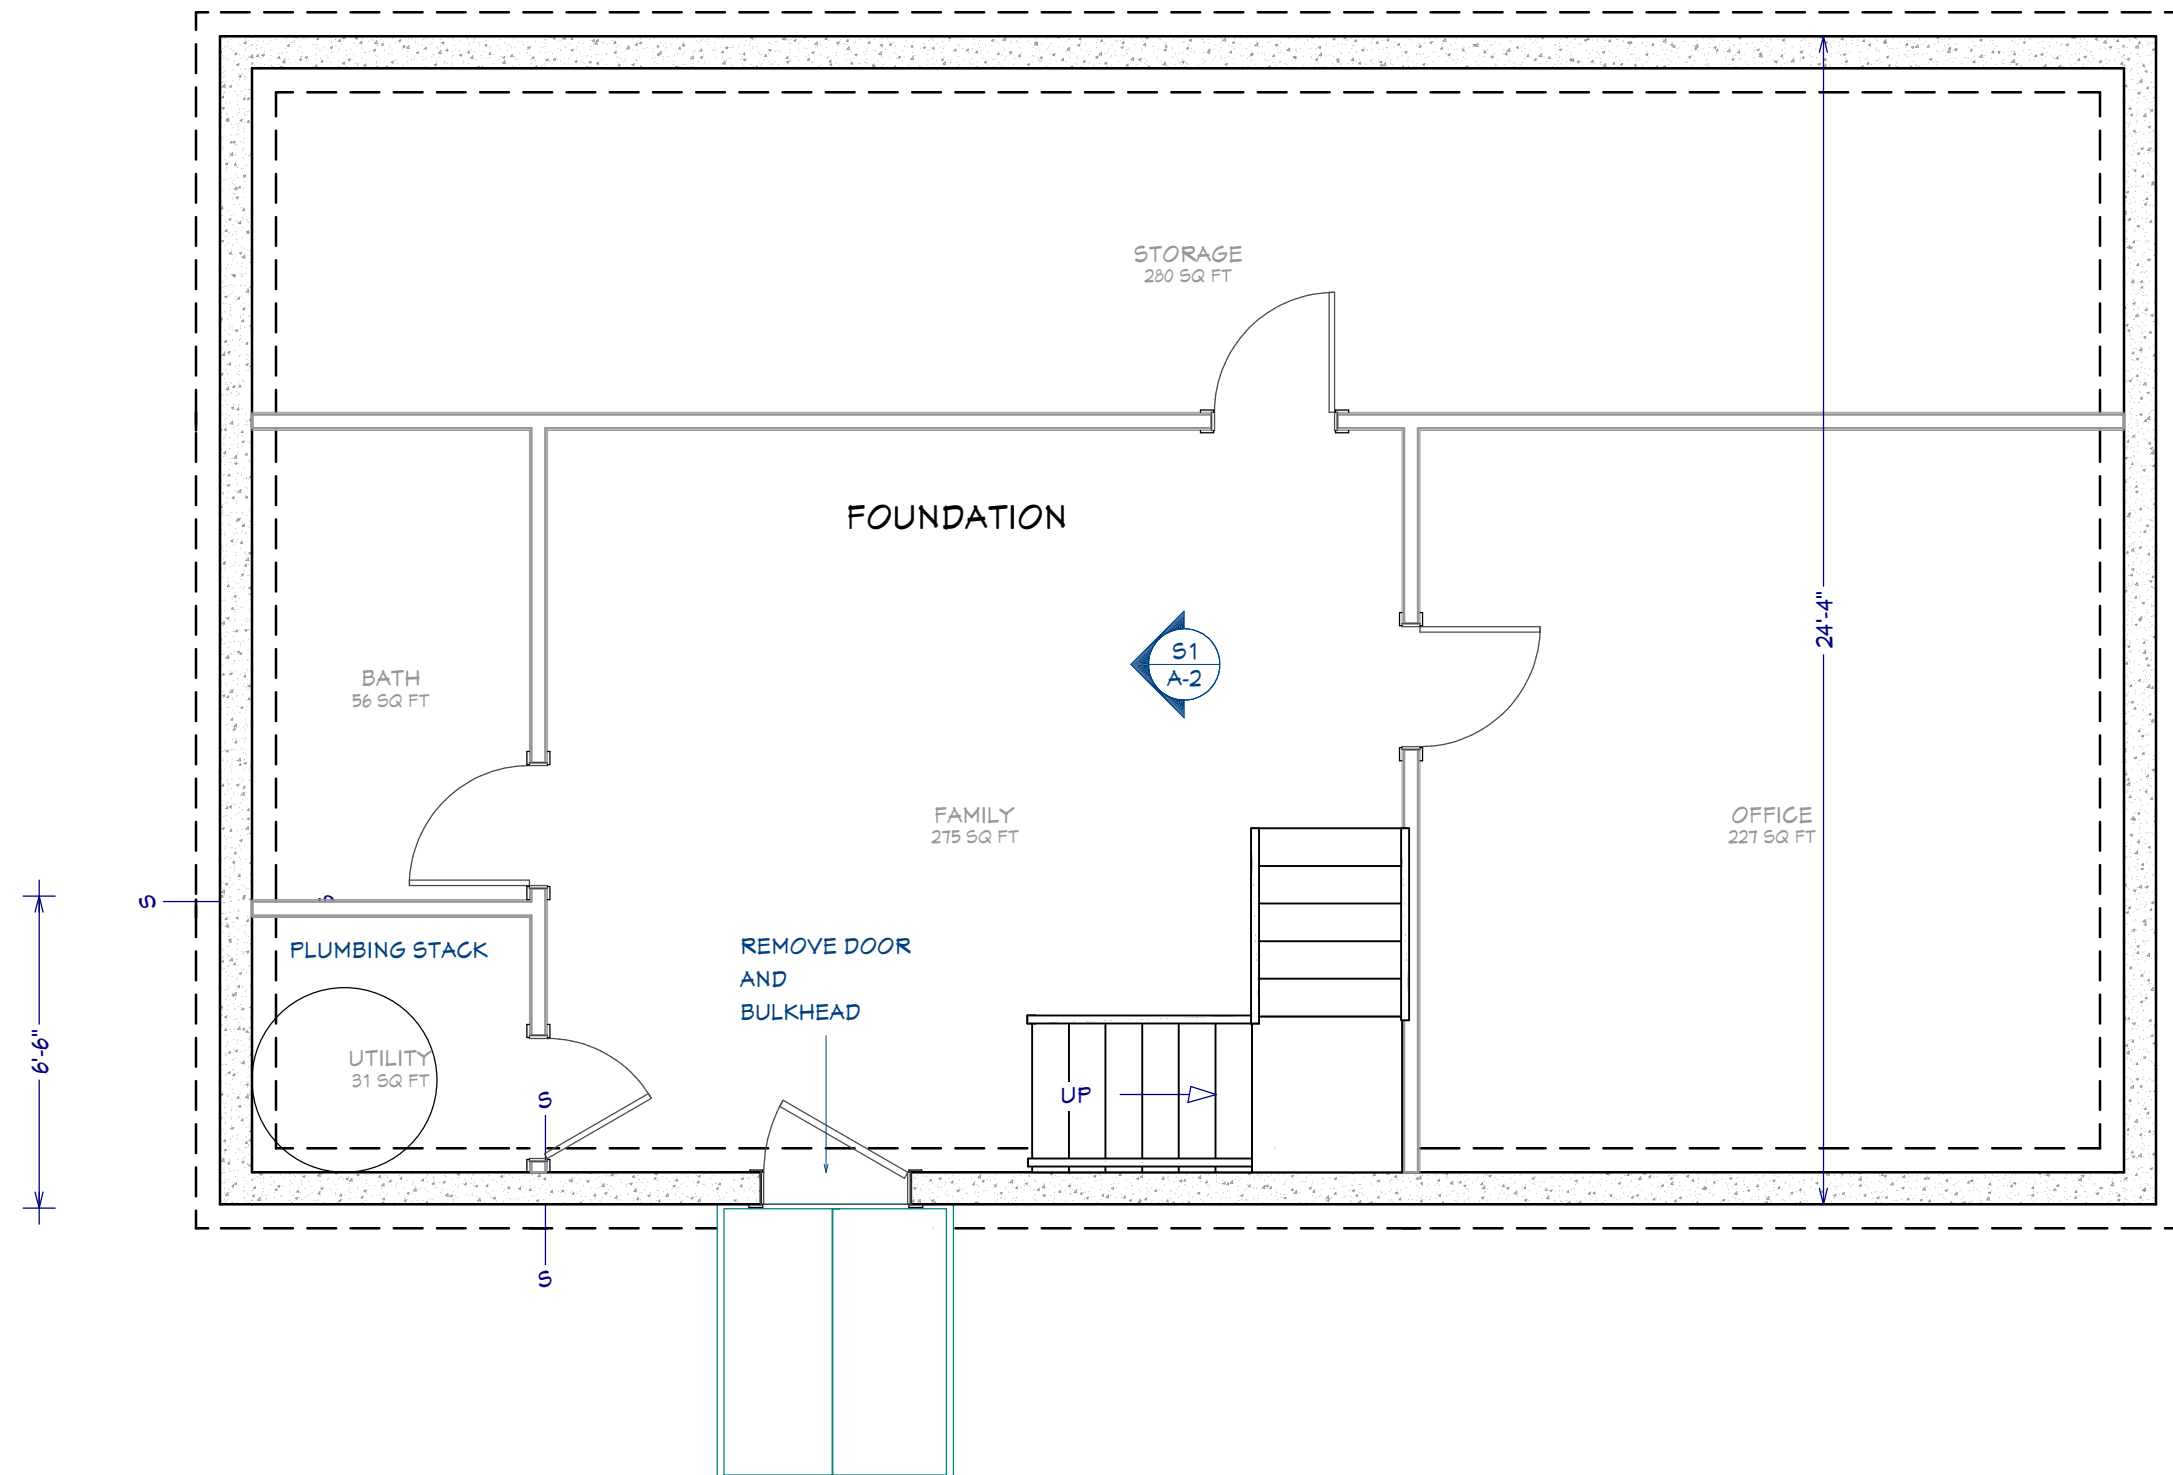 STORAGE
280 SQ FT
FOUNDATION
24'-4"
S1
A-2
BATH
56 SQ FT
FAMILY
275 SQ FT
OFFICE
227 SQ FT
S
S
PLUMBING STACK
REMOVE DOOR
AND
BULKHEAD
6'-6"
UTILITY
31 SQ FT
S
UP
S